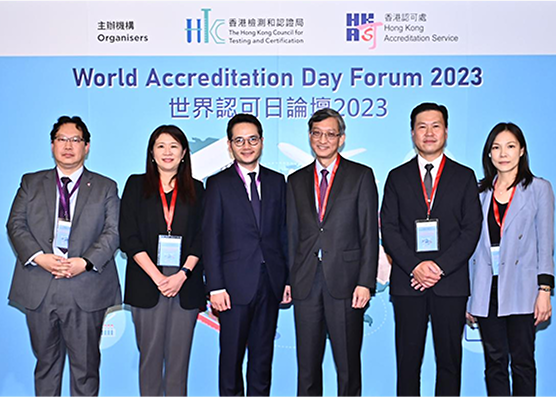 主辦機構
Organisers
HKCTC
香港檢測和認證局
The Hong Kong Council for
Testing and Certification
HKAS
香港認可處
Hong Kong
Accreditation Service
World Accreditation Day Forum 2023
世界認可日論壇2023